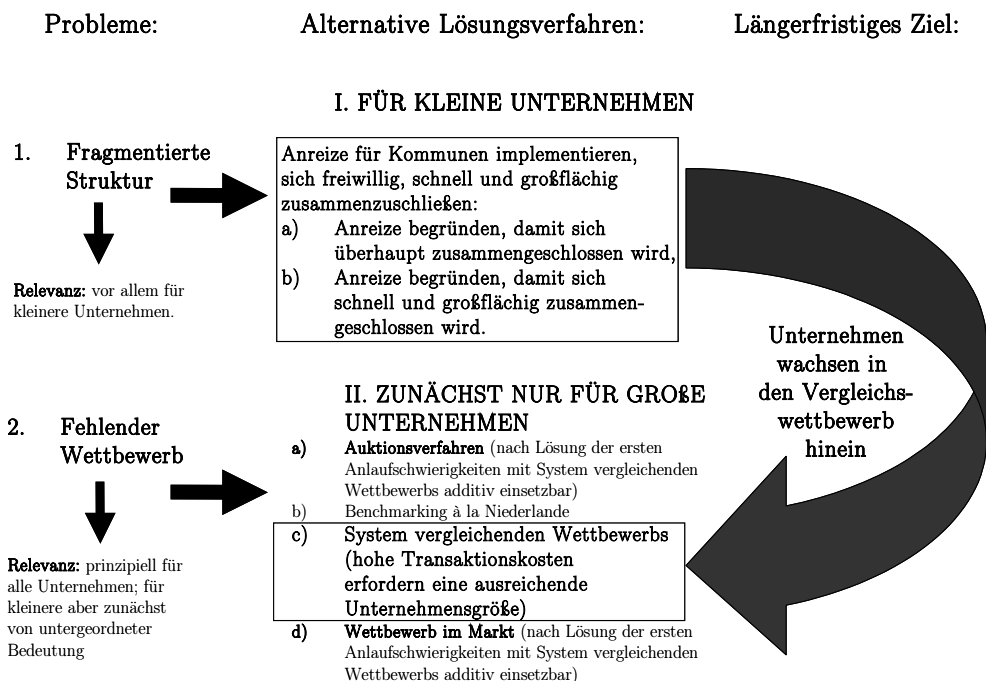 Probleme:
Alternative Lösungsverfahren:
Längerfristiges Ziel:
I. FÜR KLEINE UNTERNEHMEN
1. Fragmentierte
Struktur
Relevanz: vor allem für
kleinere Unternehmen.
Anreize für Kommunen implementieren,
sich freiwillig, schnell und großflächig
zusammenzuschließen:
a) Anreize begründen, damit sich
überhaupt zusammengeschlossen wird,
b) Anreize begründen, damit sich
schnell und großflächig zusammen-
geschlossen wird.
Unternehmen
wachsen in
den Vergleichs-
wettbewerb
hinein
II. ZUNÄCHST NUR FÜR GROßE
UNTERNEHMEN
2. Fehlender
Wettbewerb
Relevanz: prinzipiell für
alle Unternehmen; für
kleinere aber zunächst
von untergeordneter
Bedeutung
a) Auktionsverfahren (nach Lösung der ersten
Anlaufschwierigkeiten mit System vergleichenden
Wettbewerbs additiv einsetzbar)
b) Benchmarking à la Niederlande
c) System vergleichenden Wettbewerbs
(hohe Transaktionskosten
erfordern eine ausreichende
Unternehmensgröße)
d) Wettbewerb im Markt (nach Lösung der ersten
Anlaufschwierigkeiten mit System vergleichenden
Wettbewerbs additiv einsetzbar)